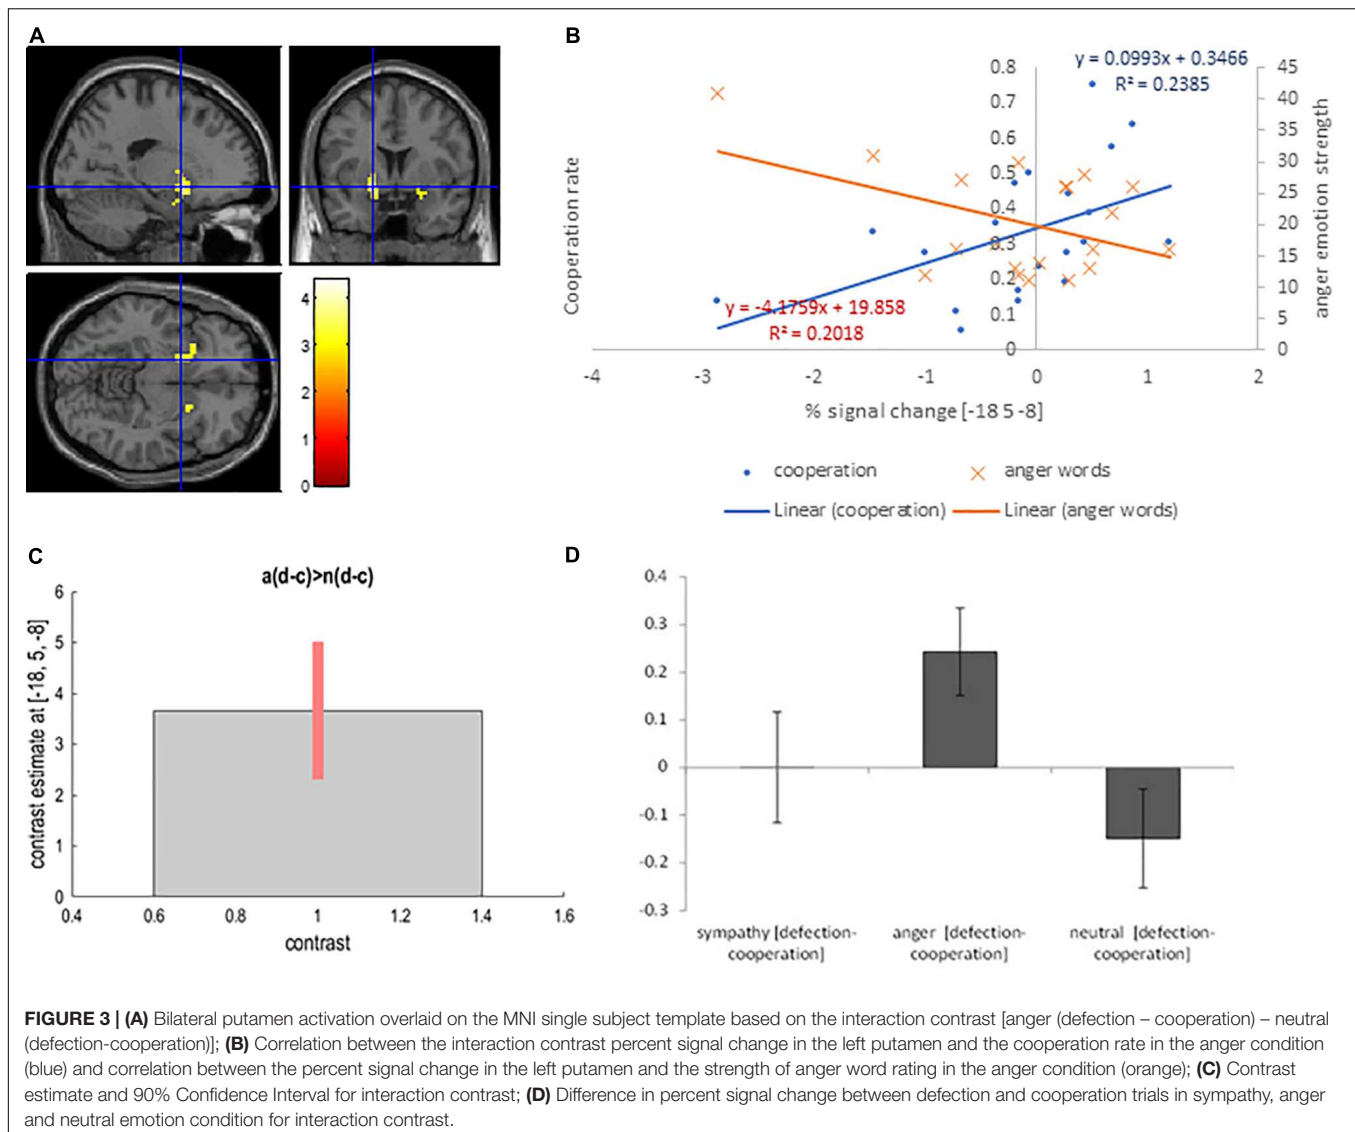 A
4
3
2
1
0
B
y = 0.0993x + 0.3466
R² = 0.2385
0.8
0.7
0.6
0.5
0.4
0.3
0.2
0.1
0
45
40
35
30
25
20
15
10
5
0
Cooperation rate
anger emotion strength
y = -4.1759x + 19.858
R² = 0.2018
-4 -3 -2 -1 0 1 2
% signal change [-18 5 -8]
cooperation anger words
Linear (cooperation) Linear (anger words)
C
a(d-c)>n(d-c)
6
5
4
3
2
1
0
contrast estimate at [-18, 5, -8]
0.4 0.6 0.8 1 1.2 1.4 1.6
contrast
D
0.4
0.3
0.2
0.1
0
-0.1
-0.2
-0.3
sympathy [defection-
cooperation]
anger [defection-
cooperation]
neutral [defection-
cooperation]
FIGURE 3 | (A) Bilateral putamen activation overlaid on the MNI single subject template based on the interaction contrast [anger (defection – cooperation) – neutral
(defection-cooperation)]; (B) Correlation between the interaction contrast percent signal change in the left putamen and the cooperation rate in the anger condition
(blue) and correlation between the percent signal change in the left putamen and the strength of anger word rating in the anger condition (orange); (C) Contrast
estimate and 90% Confidence Interval for interaction contrast; (D) Difference in percent signal change between defection and cooperation trials in sympathy, anger
and neutral emotion condition for interaction contrast.